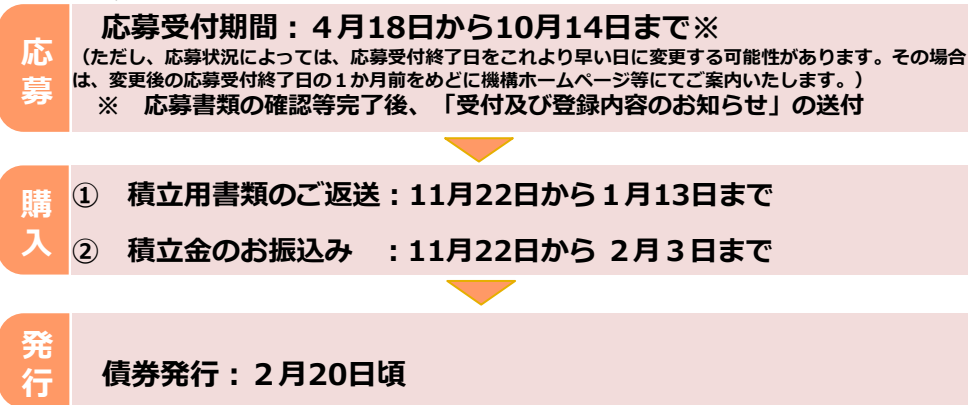 応募
応募受付期間：４月18日から10月14日まで※
（ただし、応募状況によっては、応募受付終了日をこれより早い日に変更する可能性があります。その場合
は、変更後の応募受付終了日の１か月前をめどに機構ホームページ等にてご案内いたします。）
※　応募書類の確認等完了後、「受付及び登録内容のお知らせ」の送付
購入
①　積立用書類のご返送：11月22日から１月13日まで
②　積立金のお振込み　：11月22日から ２月３日まで
発行
債券発行：２月20日頃